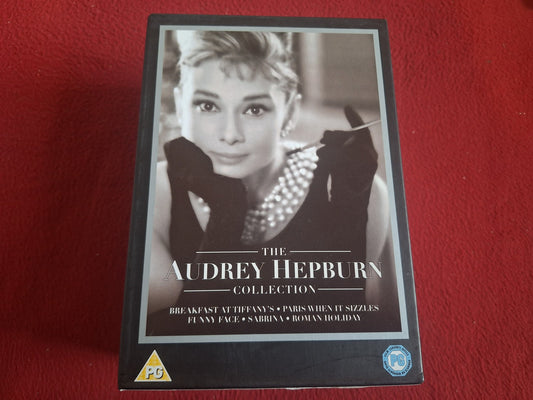 THE
AUDREY HEPBURN
COLLECTION
BREAKFAST AT TIFFANY'S • PARIS WHEN IT SIZZLES
FUNNY FACE • SABRINA • ROMAN HOLIDAY
PG
PG